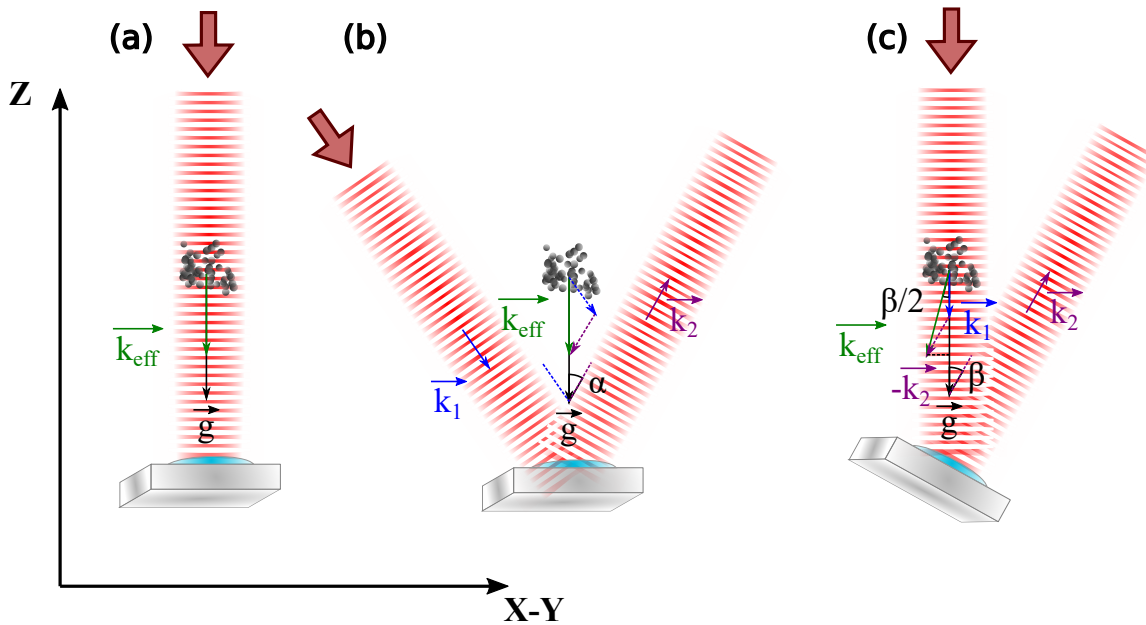 (a)
(b)
(c)
Z
k_eff
g
k_eff
k_1
k_2
α
g
β/2
k_eff
k_1
k_2
-k_2
β
g
X-Y